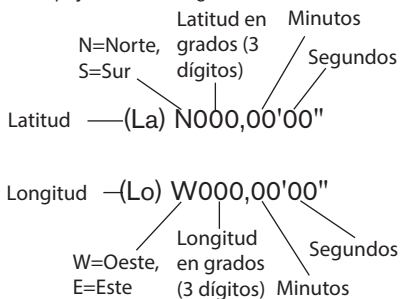 Latitud en
grados (3
dígitos)
Minutos
N=Norte,
S=Sur
Segundos
Latitud
(La) N000,00'00"
Longitud
(Lo) W000,00'00"
W=Oeste,
E=Este
Longitud
en grados
(3 dígitos)
Minutos
Segundos